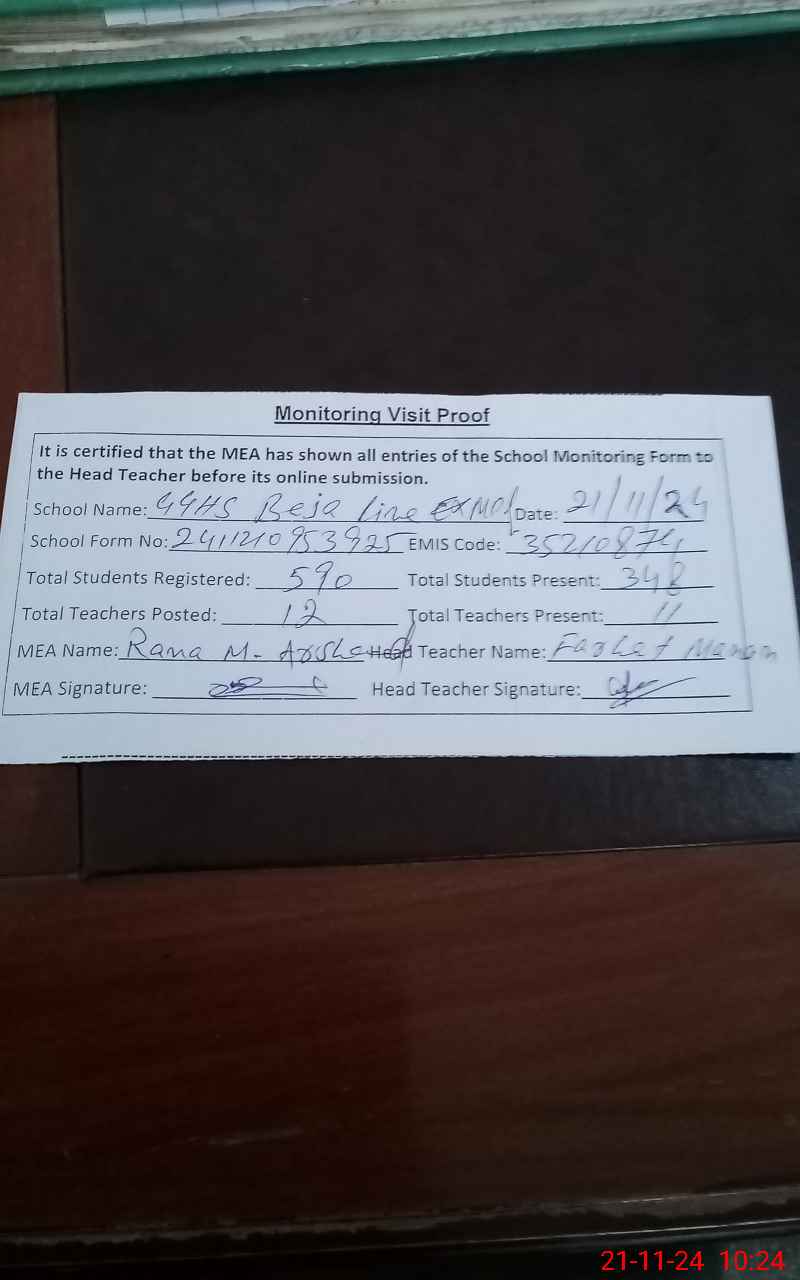 Monitoring Visit Proof
It is certified that the MEA has shown all entries of the School Monitoring Form to
the Head Teacher before its online submission.
School Name: GGHS Beja line Date: 21/11/24
School Form No: 2411210953925 EMIS Code: 35210874
Total Students Registered: 590 Total Students Present: 348
Total Teachers Posted: 12 Total Teachers Present: 11
MEA Name: Rana M. Arshad Head Teacher Name: Farhat
MEA Signature: Head Teacher Signature:
21-11-24 10:24